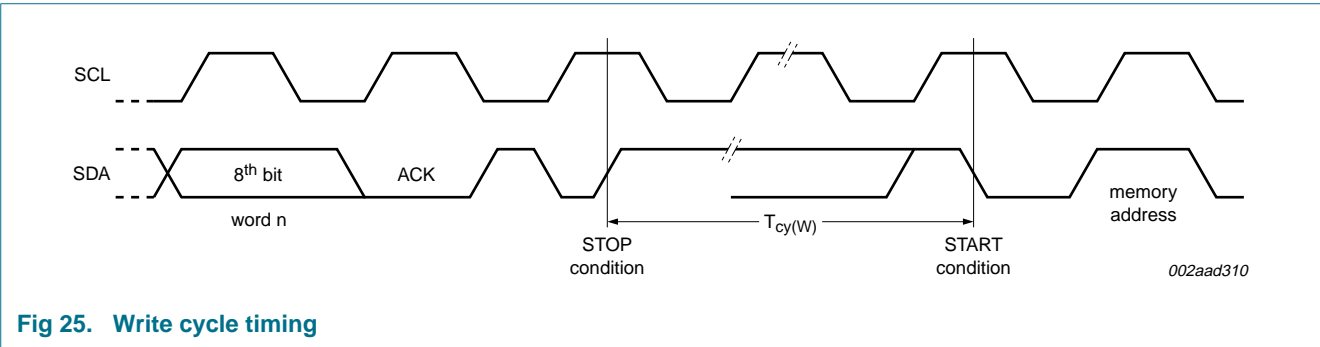 SCL
SDA
8th bit
ACK
word n
memory
address
Tcy(W)
STOP
condition
START
condition
002aad310
Fig 25. Write cycle timing